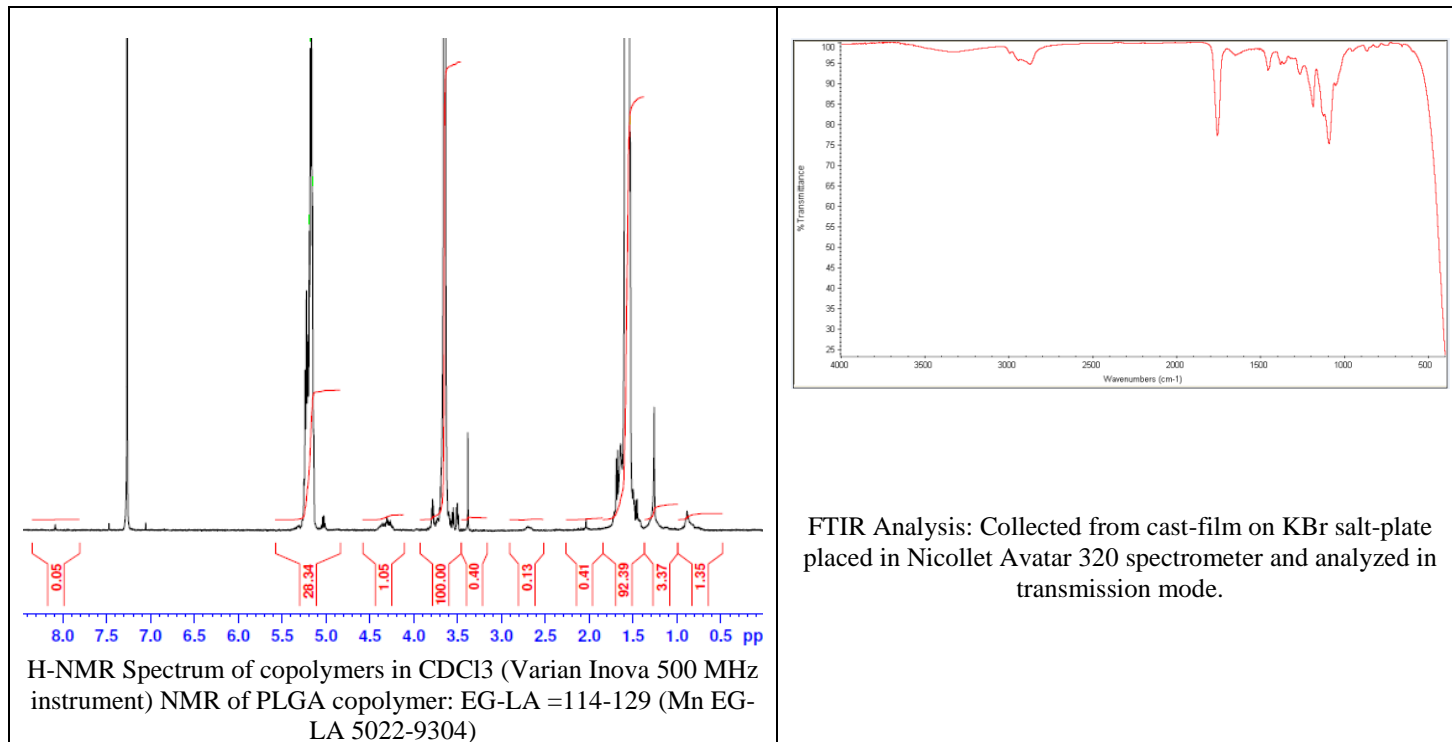 0.05
28.34
1.05
100.00
0.40
0.13
0.41
92.39
3.37
1.35
8.0 7.5 7.0 6.5 6.0 5.5 5.0 4.5 4.0 3.5 3.0 2.5 2.0 1.5 1.0 0.5 pp
H-NMR Spectrum of copolymers in CDCl3 (Varian Inova 500 MHz
instrument) NMR of PLGA copolymer: EG-LA =114-129 (Mn EG-
LA 5022-9304)
100
95
90
85
80
75
70
65
60
55
50
45
40
35
30
25
% Transmittance
4000 3500 3000 2500 2000 1500 1000 500
Wavenumbers (cm-1)
FTIR Analysis: Collected from cast-film on KBr salt-plate
placed in Nicollet Avatar 320 spectrometer and analyzed in
transmission mode.